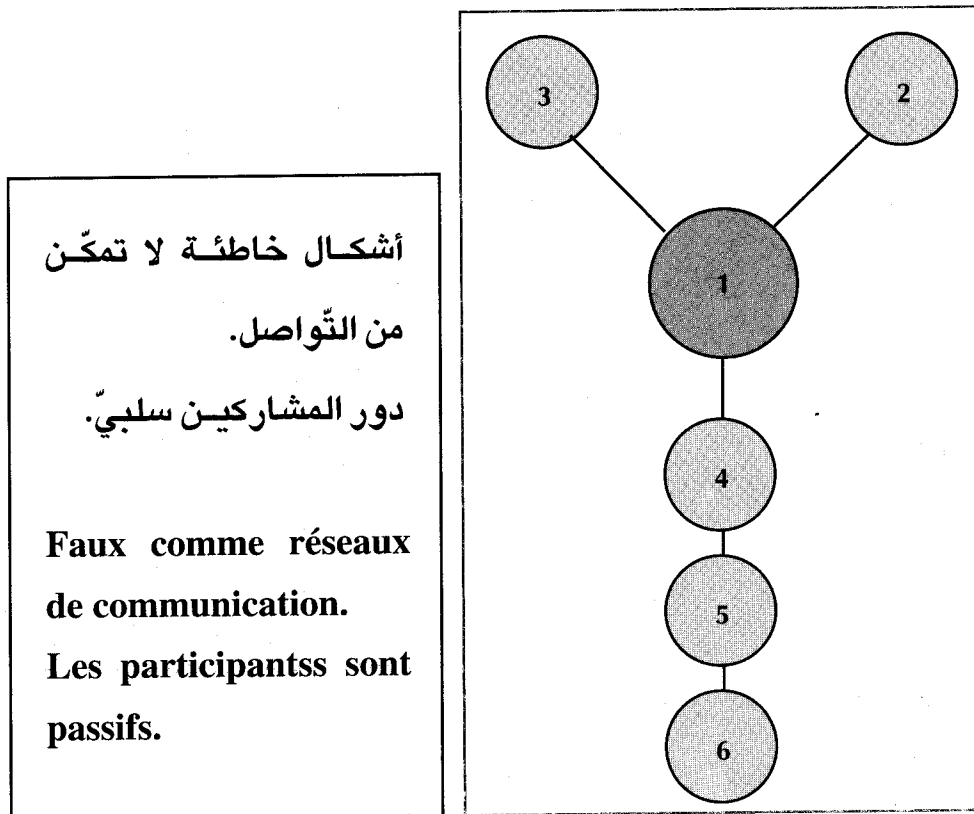 أشكال خاطئة لا تمكّن
من التّواصل.
دور المشاركين سلبيّ.
Faux comme réseaux
de communication.
Les participantss sont
passifs.
3
2
1
4
5
6